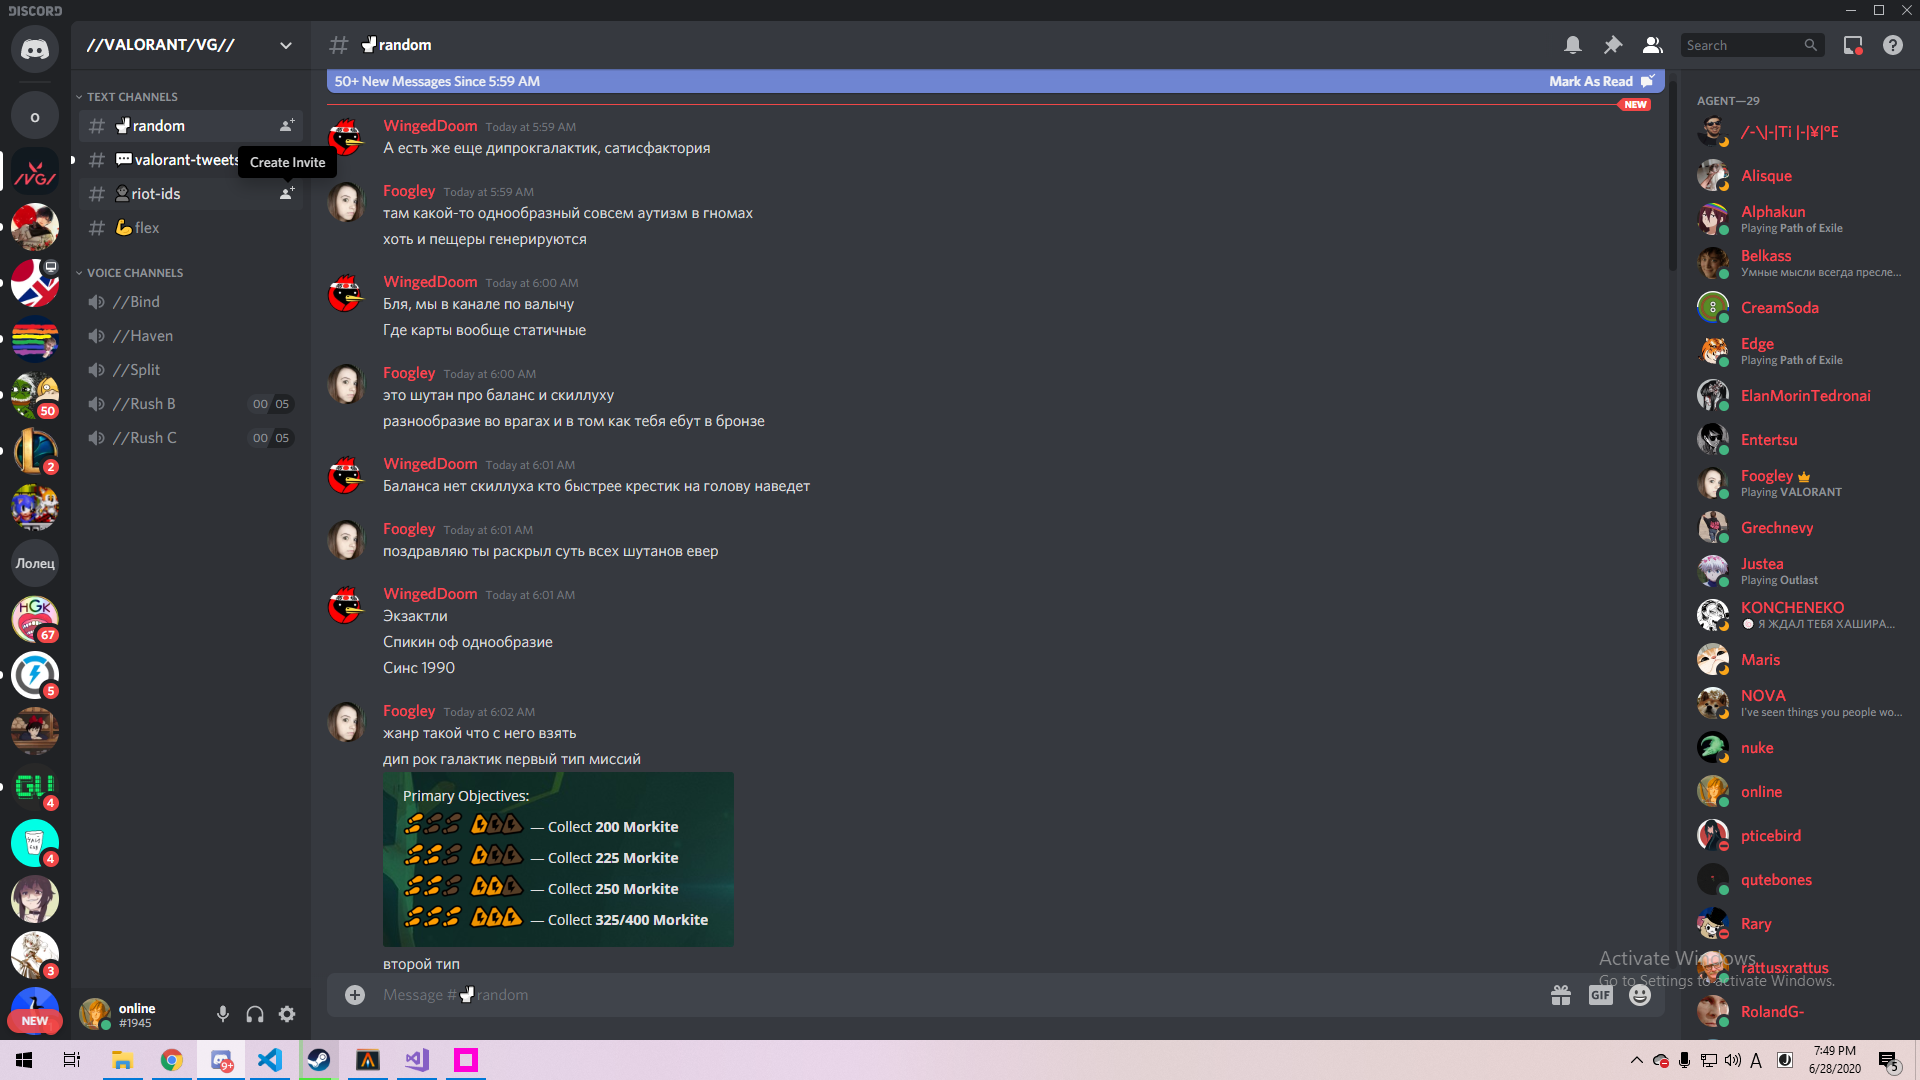 DISCORD
//VALORANT/VG//
random
Search
50+ New Messages Since 5:59 AM
Mark As Read
NEW
TEXT CHANNELS
random
valorant-tweets
Create Invite
riot-ids
flex
VOICE CHANNELS
//Bind
//Haven
//Split
//Rush B 00 05
//Rush C 00 05
o
/VG/
50
2
Лолец
HGK
67
5
GU
4
4
3
NEW
online
#1945
WingedDoom Today at 5:59 AM
А есть же еще дипрокгалактик, сатисфактория
Foogley Today at 5:59 AM
там какой-то однообразный совсем аутизм в гномах
хоть и пещеры генерируются
WingedDoom Today at 6:00 AM
Бля, мы в канале по валычу
Где карты вообще статичные
Foogley Today at 6:00 AM
это шутан про баланс и скиллуху
разнообразие во врагах и в том как тебя ебут в бронзе
WingedDoom Today at 6:01 AM
Баланса нет скиллуха кто быстрее крестик на голову наведет
Foogley Today at 6:01 AM
поздравляю ты раскрыл суть всех шутанов евер
WingedDoom Today at 6:01 AM
Экзактли
Спикин оф однообразие
Синс 1990
Foogley Today at 6:02 AM
жанр такой что с него взять
дип рок галактик первый тип миссий
Primary Objectives:
— Collect 200 Morkite
— Collect 225 Morkite
— Collect 250 Morkite
— Collect 325/400 Morkite
второй тип
Message # random
GIF
AGENT—29
/-\|-|Ti |-|¥|°E
Alisque
Alphakun
Playing Path of Exile
Belkass
Умные мысли всегда пресле...
CreamSoda
Edge
Playing Path of Exile
ElanMorinTedronai
Entertsu
Foogley
Playing VALORANT
Grechnevy
Justea
Playing Outlast
KONCHENEKO
Я ЖДАЛ ТЕБЯ ХАШИРА...
Maris
NOVA
I've seen things you people wo...
nuke
online
pticebird
qutebones
Rary
rattusxrattus
RolandG-
Activate Windows
Go to Settings to activate Windows.
9+
A
7:49 PM
6/28/2020
5